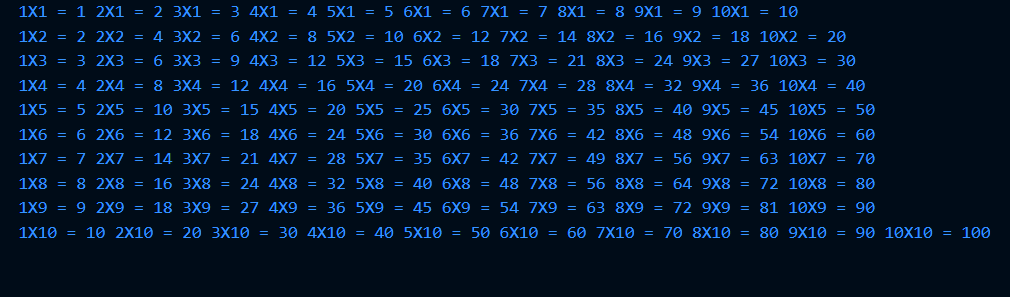 1X1 = 1 2X1 = 2 3X1 = 3 4X1 = 4 5X1 = 5 6X1 = 6 7X1 = 7 8X1 = 8 9X1 = 9 10X1 = 10
1X2 = 2 2X2 = 4 3X2 = 6 4X2 = 8 5X2 = 10 6X2 = 12 7X2 = 14 8X2 = 16 9X2 = 18 10X2 = 20
1X3 = 3 2X3 = 6 3X3 = 9 4X3 = 12 5X3 = 15 6X3 = 18 7X3 = 21 8X3 = 24 9X3 = 27 10X3 = 30
1X4 = 4 2X4 = 8 3X4 = 12 4X4 = 16 5X4 = 20 6X4 = 24 7X4 = 28 8X4 = 32 9X4 = 36 10X4 = 40
1X5 = 5 2X5 = 10 3X5 = 15 4X5 = 20 5X5 = 25 6X5 = 30 7X5 = 35 8X5 = 40 9X5 = 45 10X5 = 50
1X6 = 6 2X6 = 12 3X6 = 18 4X6 = 24 5X6 = 30 6X6 = 36 7X6 = 42 8X6 = 48 9X6 = 54 10X6 = 60
1X7 = 7 2X7 = 14 3X7 = 21 4X7 = 28 5X7 = 35 6X7 = 42 7X7 = 49 8X7 = 56 9X7 = 63 10X7 = 70
1X8 = 8 2X8 = 16 3X8 = 24 4X8 = 32 5X8 = 40 6X8 = 48 7X8 = 56 8X8 = 64 9X8 = 72 10X8 = 80
1X9 = 9 2X9 = 18 3X9 = 27 4X9 = 36 5X9 = 45 6X9 = 54 7X9 = 63 8X9 = 72 9X9 = 81 10X9 = 90
1X10 = 10 2X10 = 20 3X10 = 30 4X10 = 40 5X10 = 50 6X10 = 60 7X10 = 70 8X10 = 80 9X10 = 90 10X10 = 100